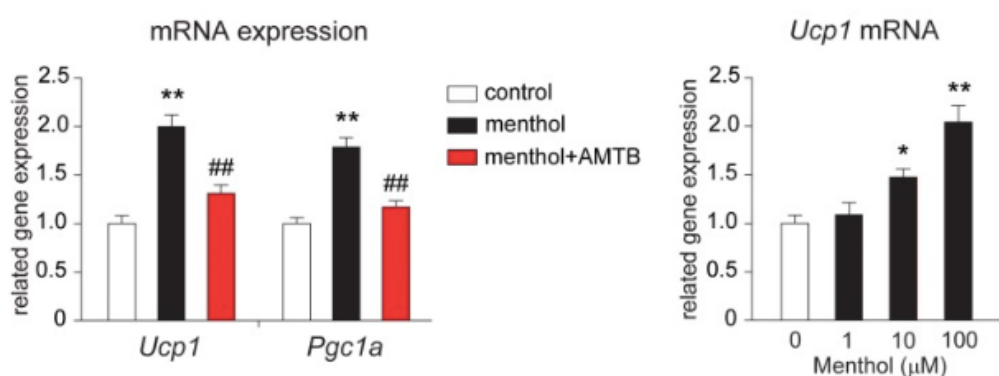 mRNA expression
related gene expression
2.5
2.0
1.5
1.0
0.5
0
**
##
**
##
Ucp1
Pgc1a
control
menthol
menthol+AMTB
Ucp1 mRNA
related gene expression
2.5
2.0
1.5
1.0
0.5
0
*
**
0 1 10 100
Menthol (µM)